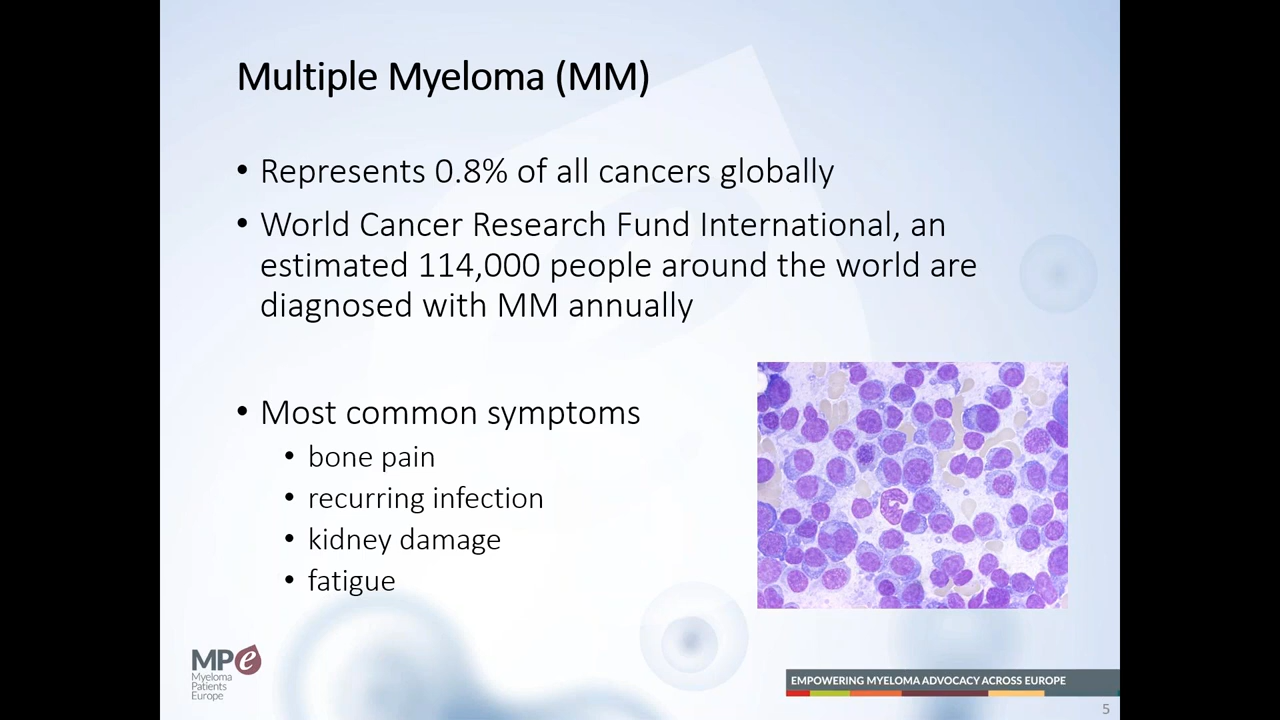 Multiple Myeloma (MM)
• Represents 0.8% of all cancers globally
• World Cancer Research Fund International, an
estimated 114,000 people around the world are
diagnosed with MM annually
• Most common symptoms
• bone pain
• recurring infection
• kidney damage
• fatigue
MPe
Myeloma
Patients
Europe
EMPOWERING MYELOMA ADVOCACY ACROSS EUROPE
5